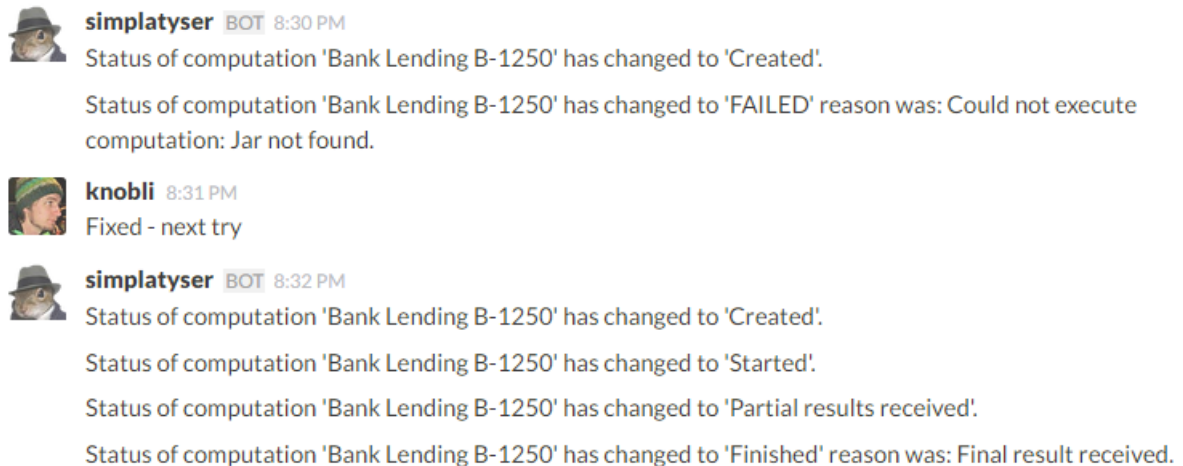 simplatyser BOT 8:30 PM
Status of computation 'Bank Lending B-1250' has changed to 'Created'.
Status of computation 'Bank Lending B-1250' has changed to 'FAILED' reason was: Could not execute
computation: Jar not found.
knobli 8:31 PM
Fixed - next try
simplatyser BOT 8:32 PM
Status of computation 'Bank Lending B-1250' has changed to 'Created'.
Status of computation 'Bank Lending B-1250' has changed to 'Started'.
Status of computation 'Bank Lending B-1250' has changed to 'Partial results received'.
Status of computation 'Bank Lending B-1250' has changed to 'Finished' reason was: Final result received.